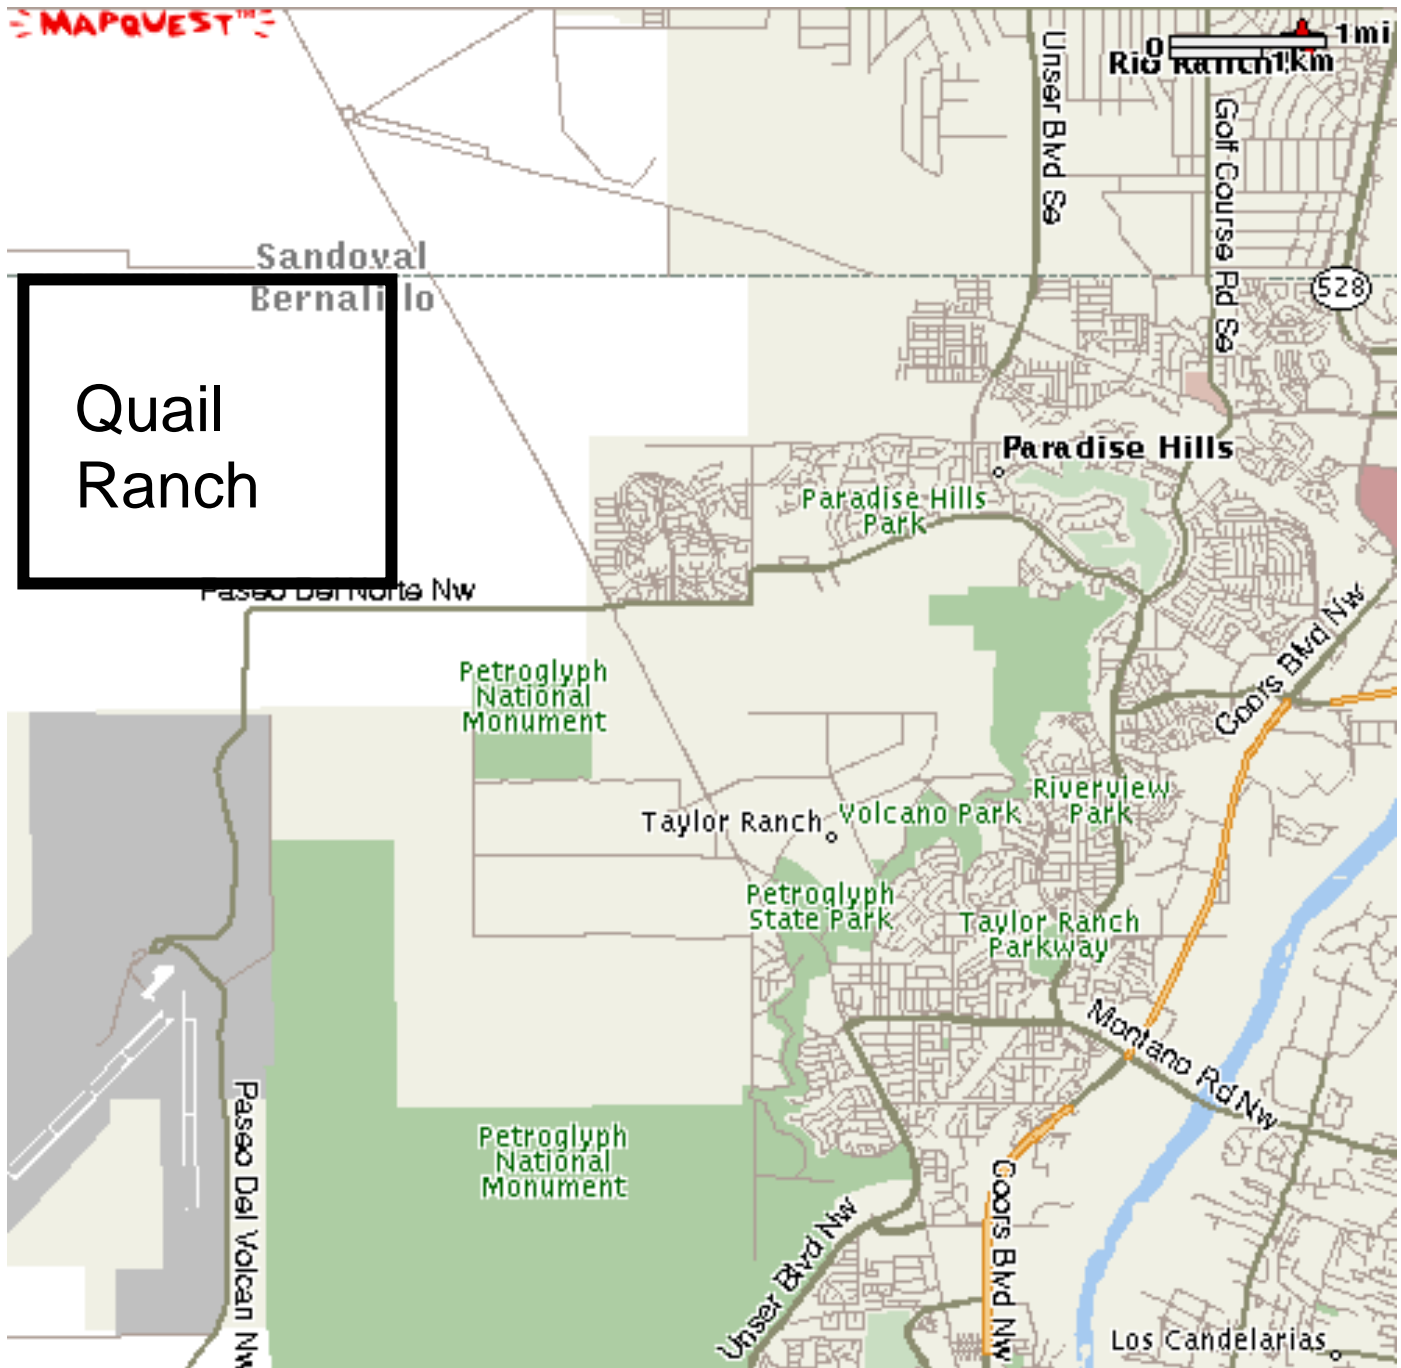 MAPQUEST™
0 1mi
1km
Rio Rancho
Unser Blvd Se
Golf Course Rd Se
Sandoval
Bernalillo
528
Quail
Ranch
Paradise Hills
Paradise Hills
Park
Paseo Del Norte Nw
Coors Blvd Nw
Petroglyph
National
Monument
Riverview
Park
Taylor Ranch
Volcano Park
Petroglyph
State Park
Taylor Ranch
Parkway
Montano Rd Nw
Paseo Del Volcan Nw
Petroglyph
National
Monument
Unser Blvd Nw
Coors Blvd Nw
Los Candelarias